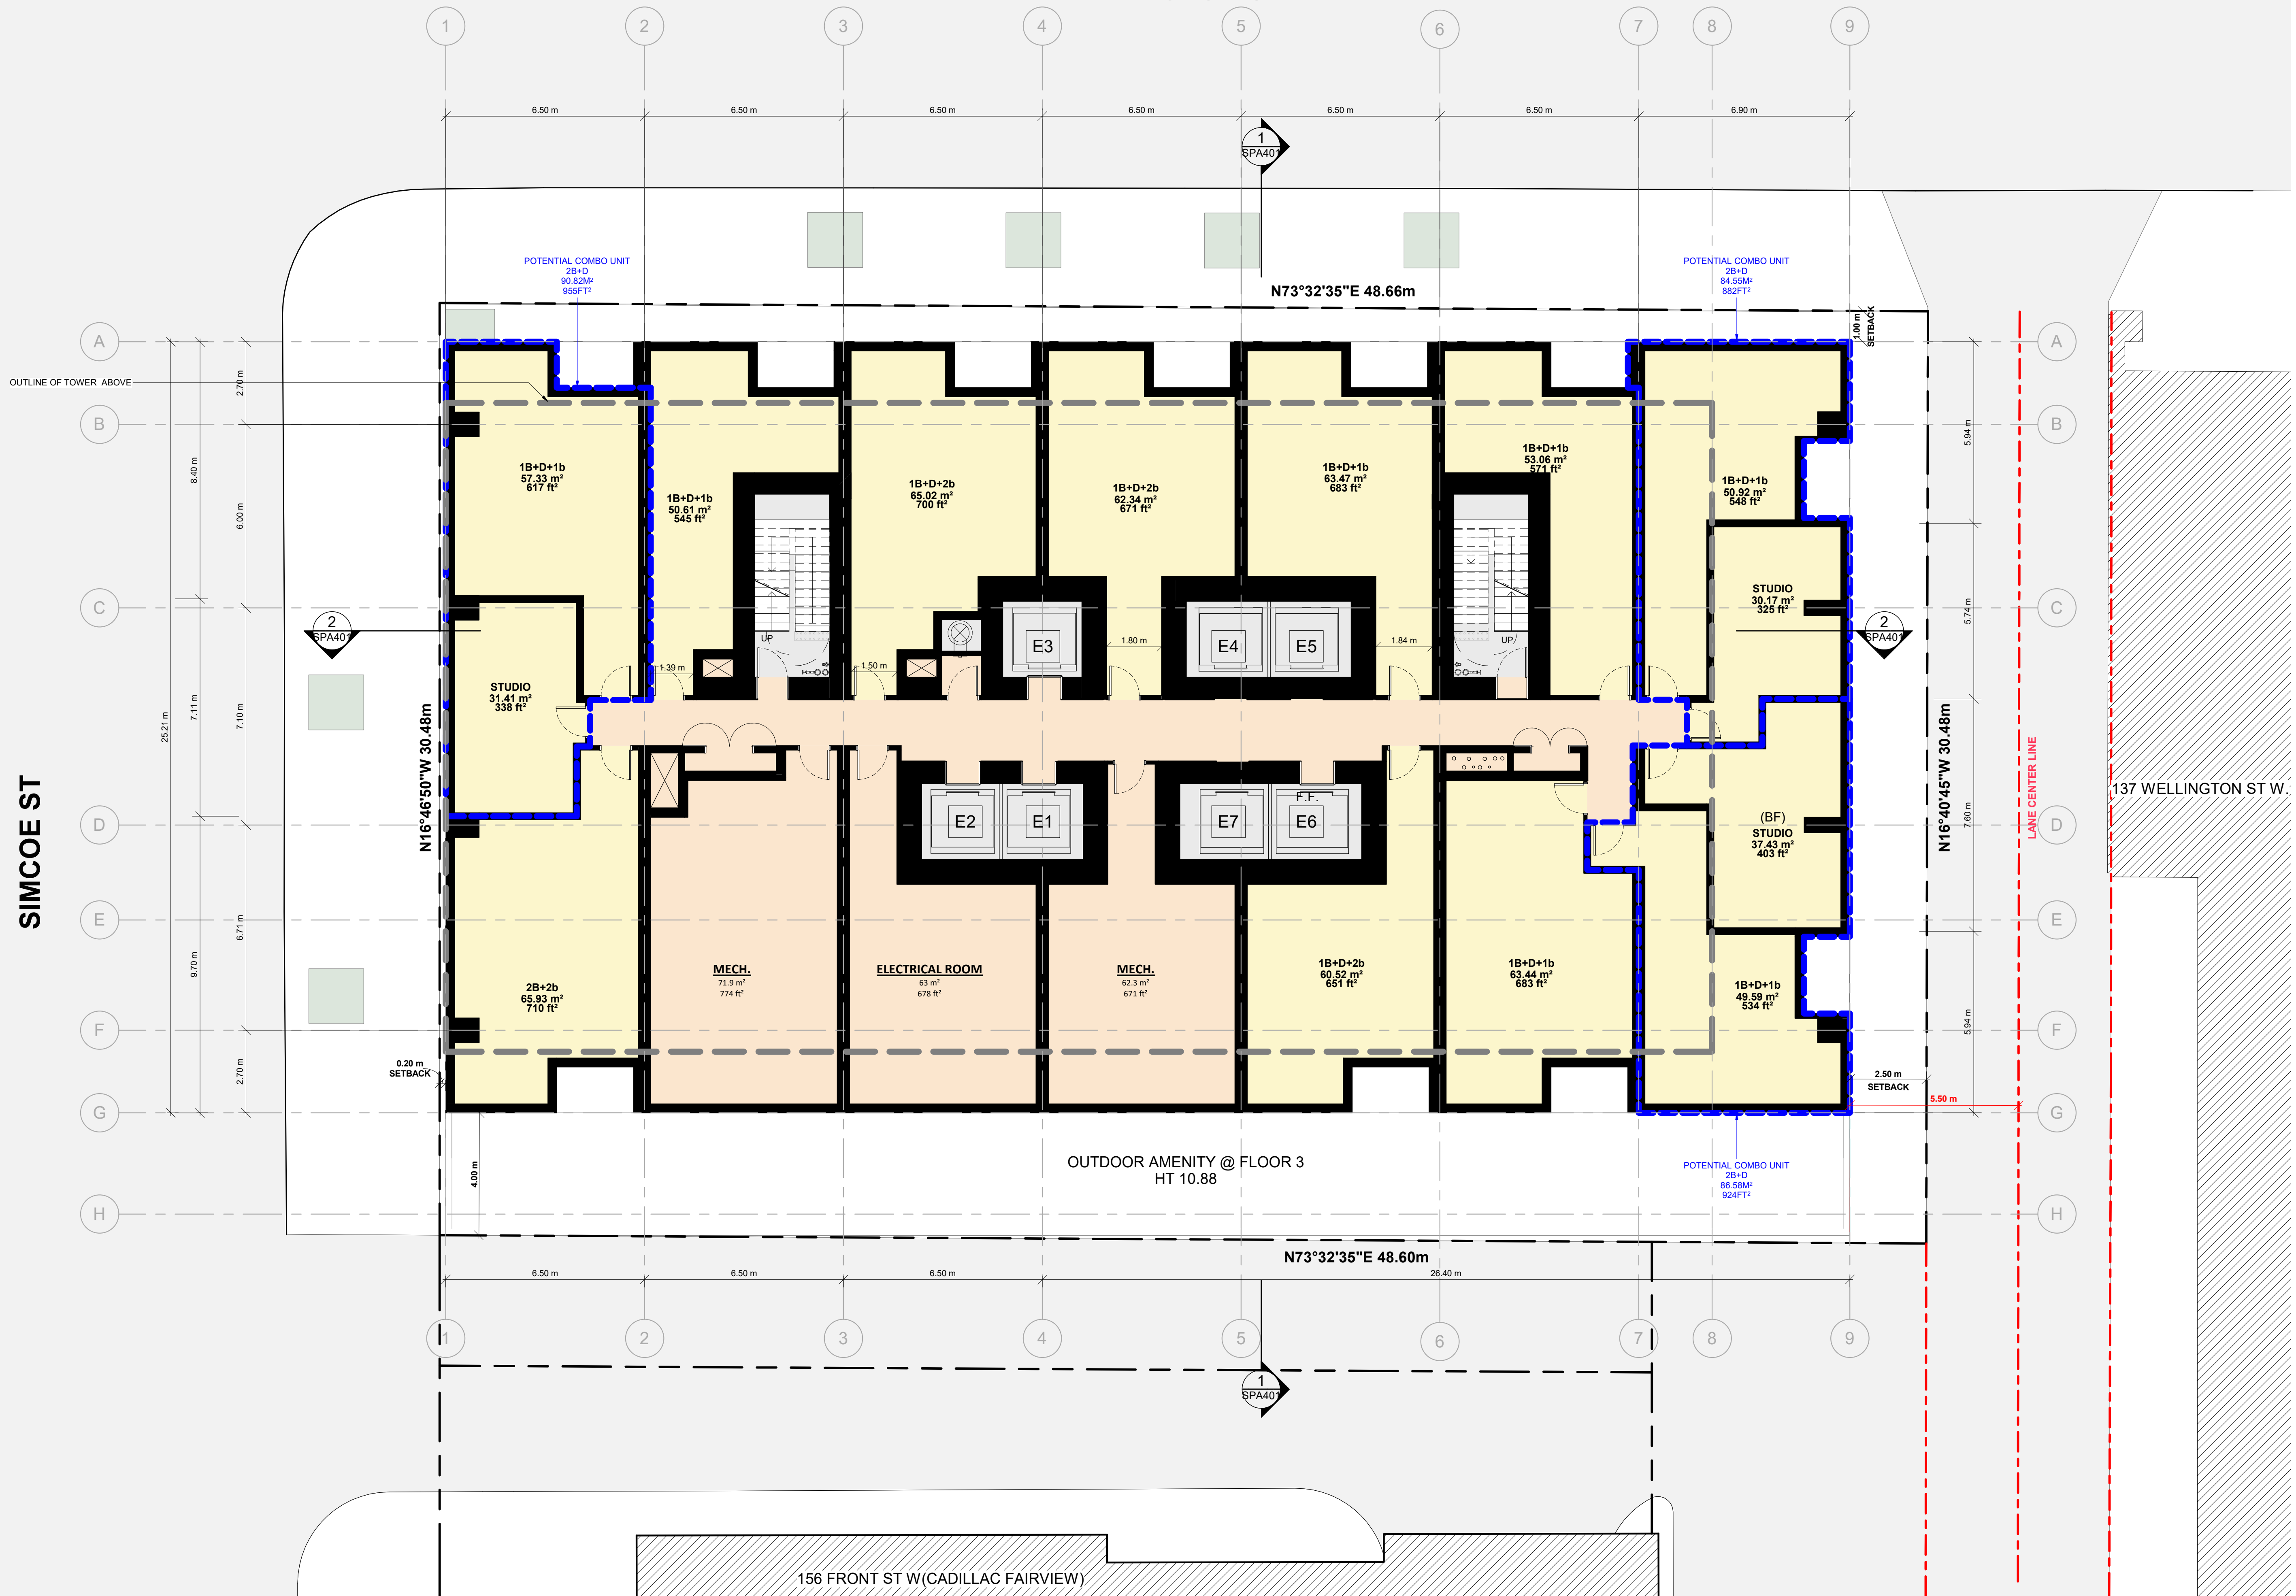 1
2
3
4
5
6
7
8
9
6.50 m
6.50 m
6.50 m
6.50 m
6.50 m
6.50 m
6.90 m
1
SPA401
POTENTIAL COMBO UNIT
2B+D
90.82M²
955FT²
POTENTIAL COMBO UNIT
2B+D
84.55M²
882FT²
N73°32'35"E 48.66m
1.00 m
SETBACK
A
A
OUTLINE OF TOWER ABOVE
2.70 m
B
B
8.40 m
5.94 m
1B+D+1b
57.33 m²
617 ft²
1B+D+1b
50.61 m²
545 ft²
1B+D+2b
65.02 m²
700 ft²
1B+D+2b
62.34 m²
671 ft²
1B+D+1b
63.47 m²
683 ft²
1B+D+1b
53.06 m²
571 ft²
1B+D+1b
50.92 m²
548 ft²
6.00 m
STUDIO
30.17 m²
325 ft²
C
C
5.74 m
2
SPA401
2
SPA401
UP
UP
E3
E4
E5
1.39 m
1.50 m
1.80 m
1.84 m
STUDIO
31.41 m²
338 ft²
25.21 m
7.11 m
7.10 m
N16°46'50"W 30.48m
N16°40'45"W 30.48m
LANE CENTER LINE
137 WELLINGTON ST W.
SIMCOE ST
F.F.
E2
E1
E7
E6
D
D
7.60 m
(BF)
STUDIO
37.43 m²
403 ft²
E
E
6.71 m
9.70 m
2B+2b
65.93 m²
710 ft²
MECH.
71.9 m²
774 ft²
ELECTRICAL ROOM
63 m²
678 ft²
MECH.
62.3 m²
671 ft²
1B+D+2b
60.52 m²
651 ft²
1B+D+1b
63.44 m²
683 ft²
1B+D+1b
49.59 m²
534 ft²
F
F
5.94 m
2.70 m
0.20 m
SETBACK
2.50 m
SETBACK
5.50 m
G
G
4.00 m
OUTDOOR AMENITY @ FLOOR 3
HT 10.88
POTENTIAL COMBO UNIT
2B+D
86.58M²
924FT²
H
H
N73°32'35"E 48.60m
6.50 m
6.50 m
6.50 m
26.40 m
1
2
3
4
5
6
7
8
9
1
SPA401
156 FRONT ST W(CADILLAC FAIRVIEW)